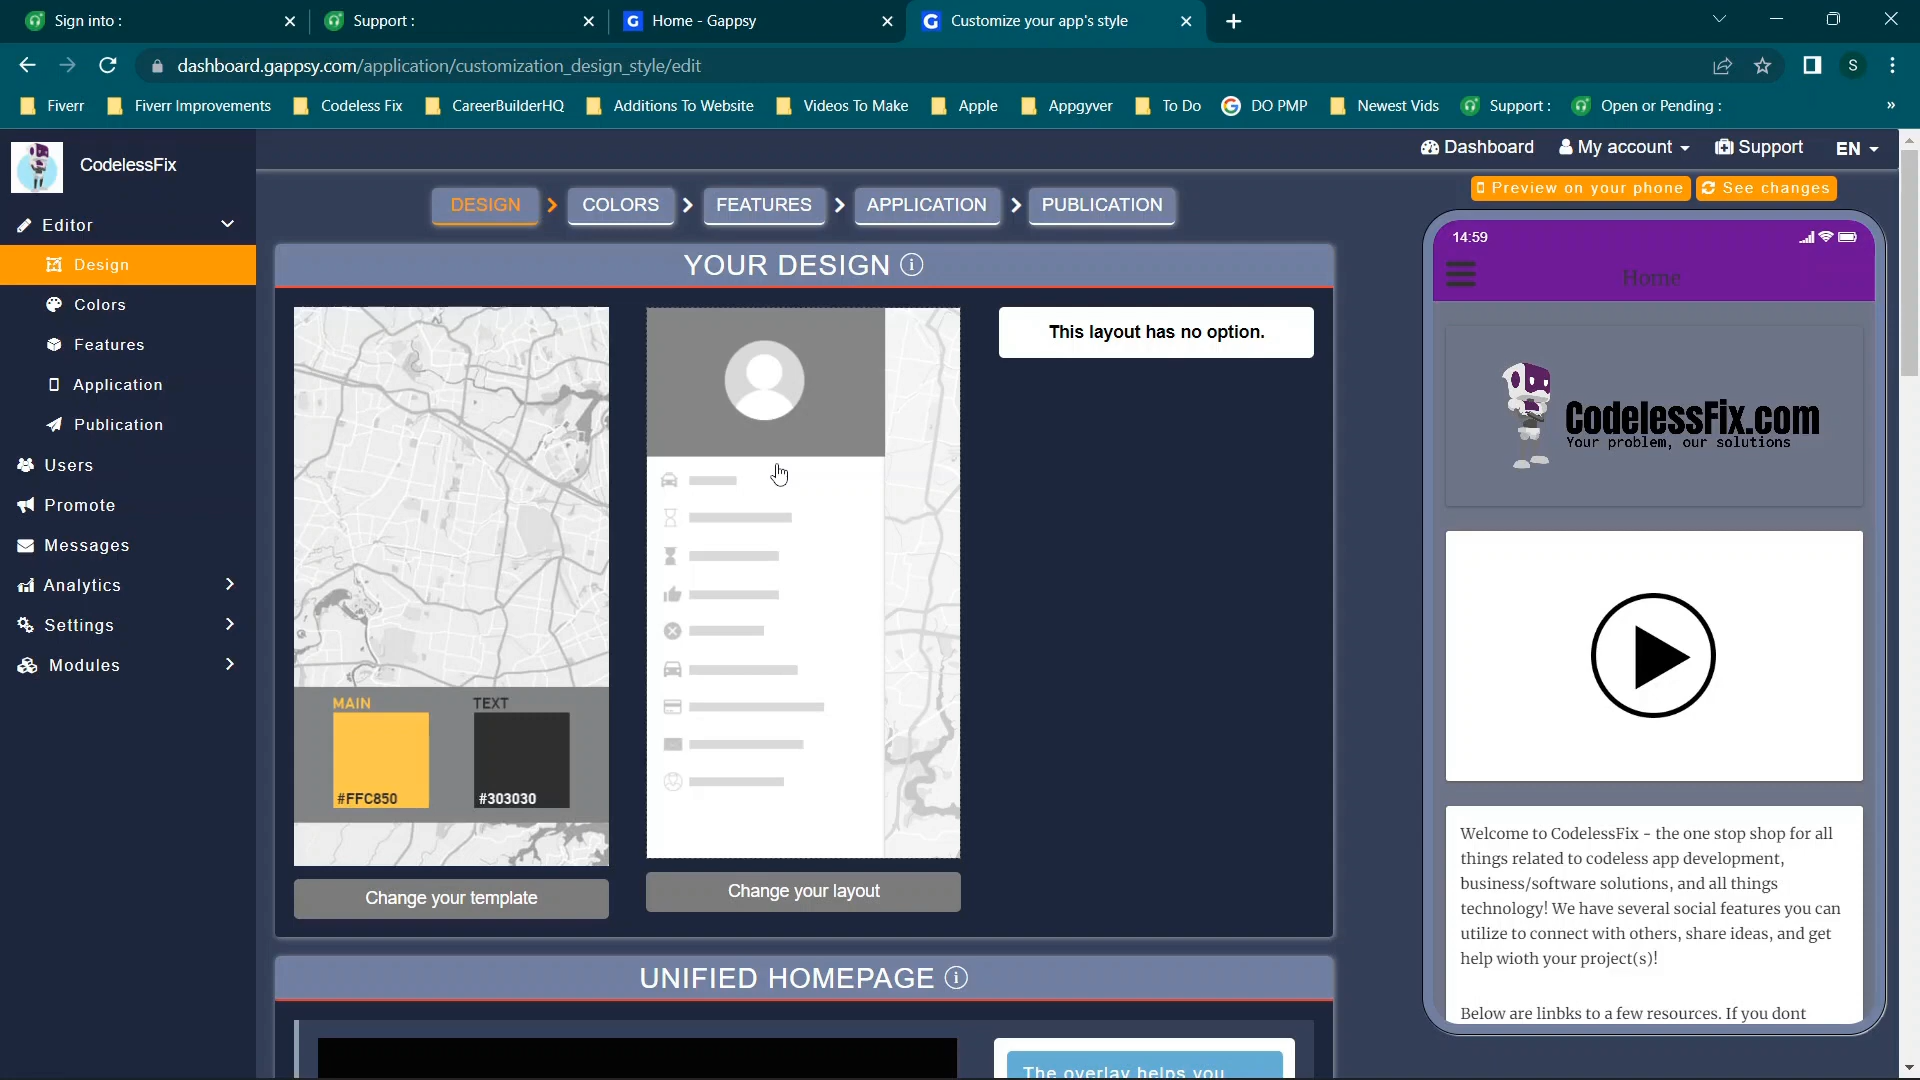 Sign into :
Support :
Home - Gappsy
Customize your app's style
dashboard.gappsy.com/application/customization_design_style/edit
S
Fiverr
Fiverr Improvements
Codeless Fix
CareerBuilderHQ
Additions To Website
Videos To Make
Apple
Appgyver
To Do
DO PMP
Newest Vids
Support :
Open or Pending :
»
CodelessFix
Dashboard
My account
Support
EN
Editor
Design
Colors
Features
Application
Publication
Users
Promote
Messages
Analytics
Settings
Modules
DESIGN
COLORS
FEATURES
APPLICATION
PUBLICATION
Preview on your phone
See changes
YOUR DESIGN
MAIN
#FFC850
TEXT
#303030
Change your template
Change your layout
This layout has no option.
UNIFIED HOMEPAGE
The overlay helps you
14:59
Home
CodelessFix.com
Your problem, our solutions
Welcome to CodelessFix - the one stop shop for all
things related to codeless app development,
business/software solutions, and all things
technology! We have several social features you can
utilize to connect with others, share ideas, and get
help wioth your project(s)!
Below are linbks to a few resources. If you dont